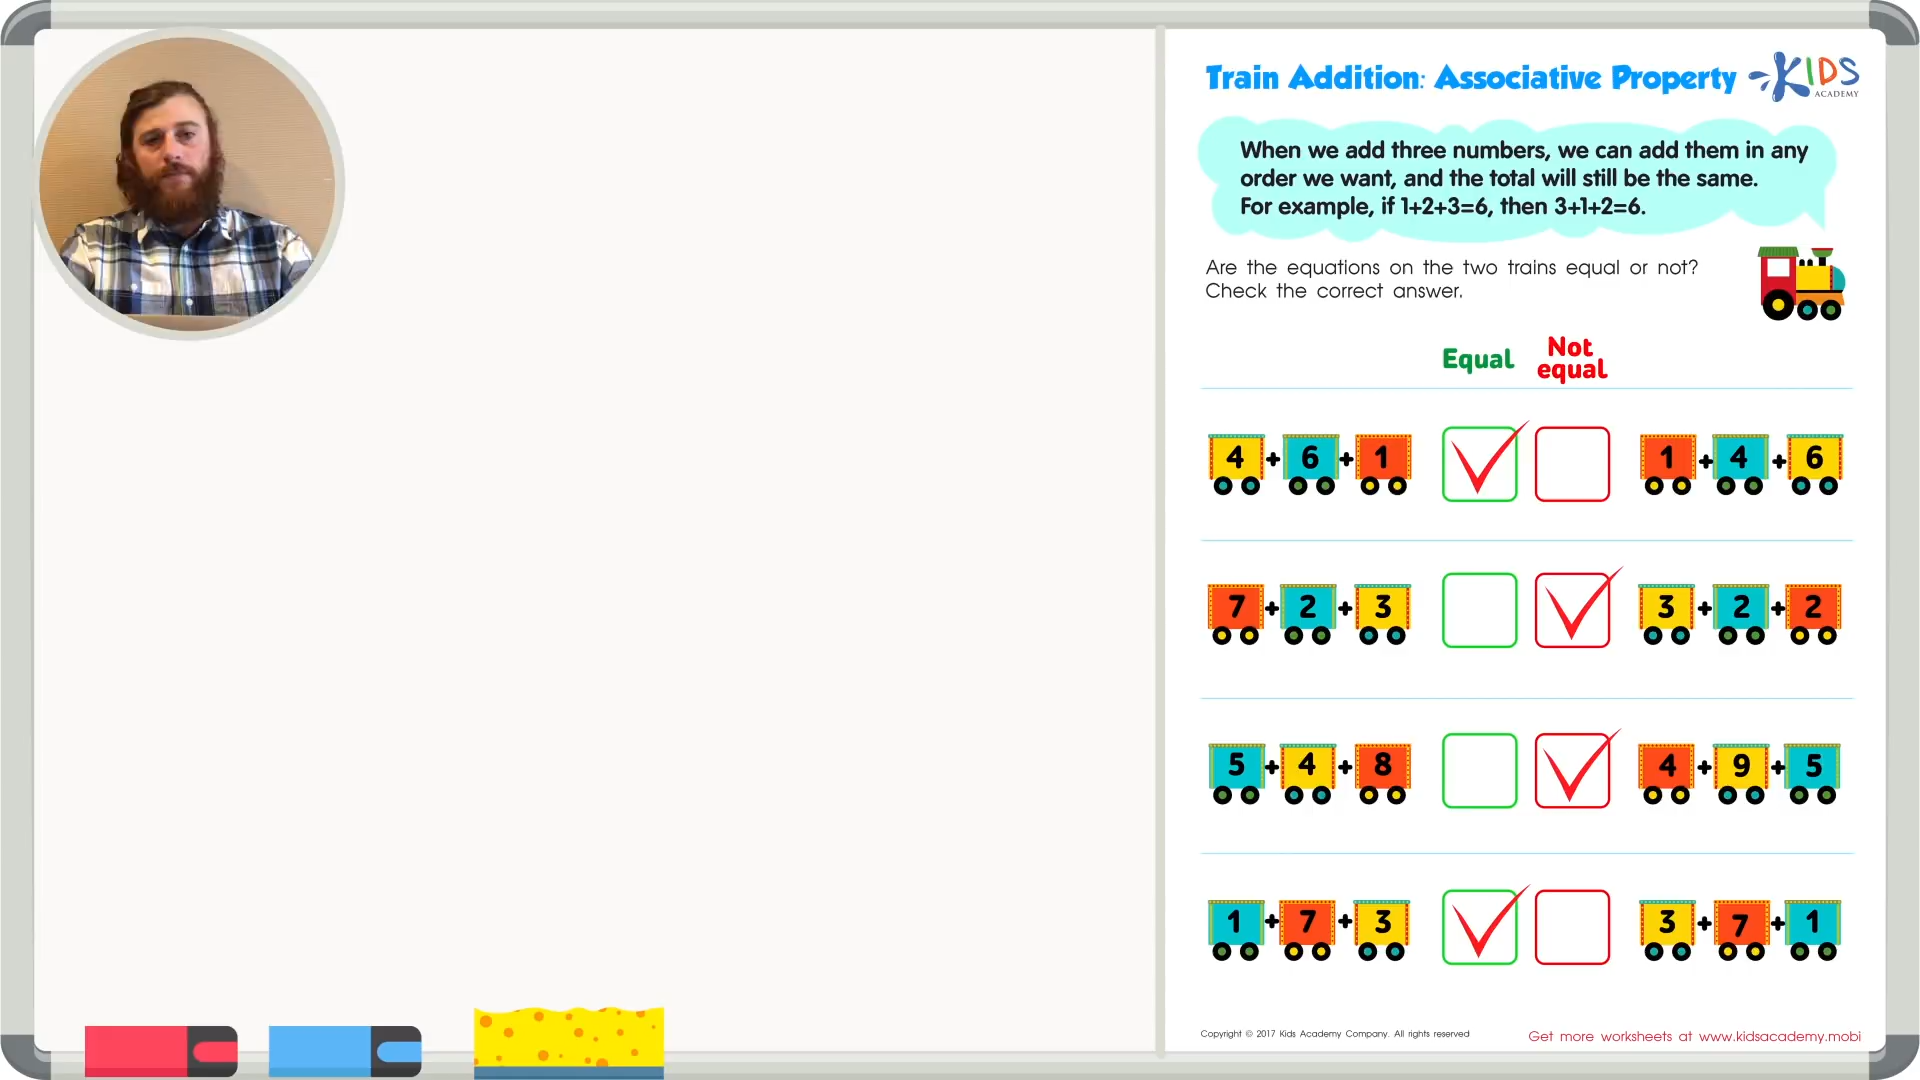 Train Addition: Associative Property
KIDS
ACADEMY
When we add three numbers, we can add them in any
order we want, and the total will still be the same.
For example, if 1+2+3=6, then 3+1+2=6.
Are the equations on the two trains equal or not?
Check the correct answer.
Equal
Not
equal
4 + 6 + 1
1 + 4 + 6
7 + 2 + 3
3 + 2 + 2
5 + 4 + 8
4 + 9 + 5
1 + 7 + 3
3 + 7 + 1
Copyright © 2017 Kids Academy Company. All rights reserved
Get more worksheets at www.kidsacademy.mobi